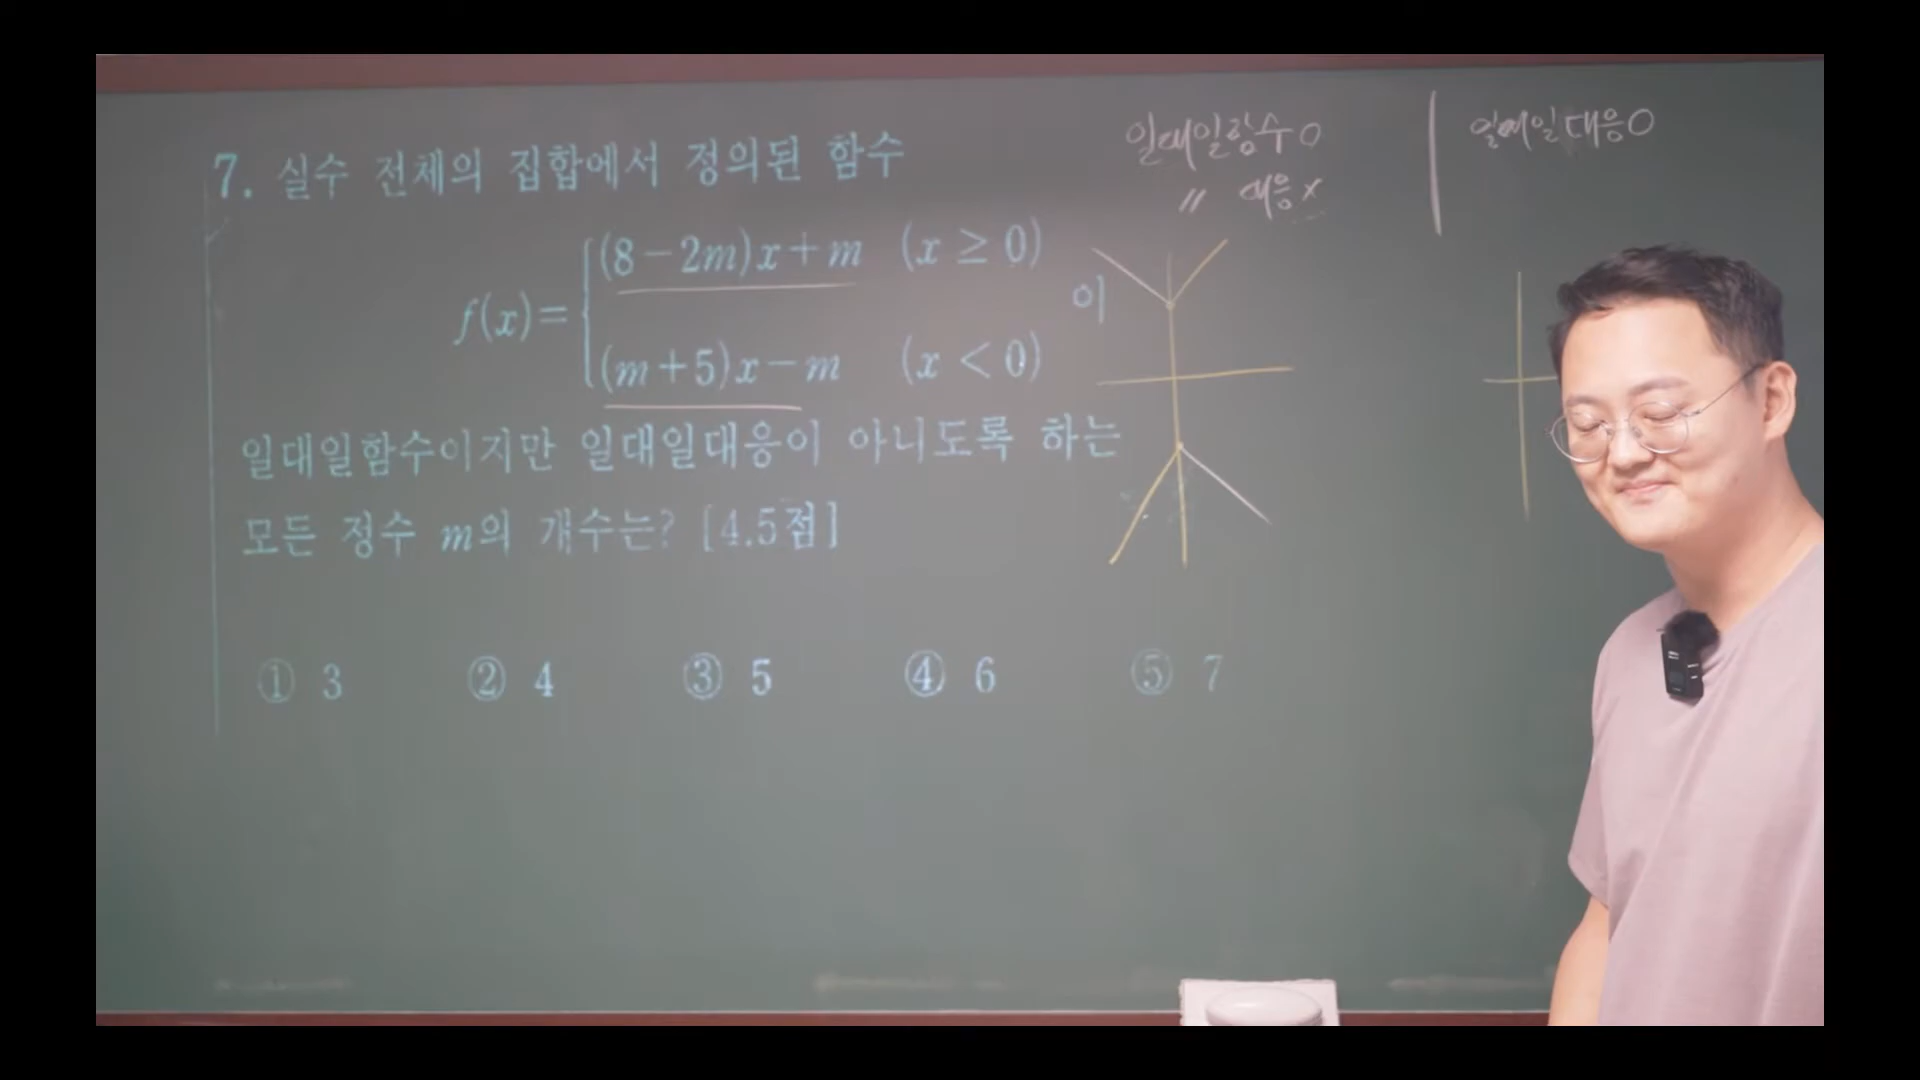 7. 실수 전체의 집합에서 정의된 함수
f(x)= { (8-2m)x+m (x ≥ 0)
(m+5)x-m (x < 0) 이
일대일함수이지만 일대일대응이 아니도록 하는
모든 정수 m의 개수는? [4.5점]
① 3 ② 4 ③ 5 ④ 6 ⑤ 7
일대일함수 O
〃 대응 x
일대일대응 O